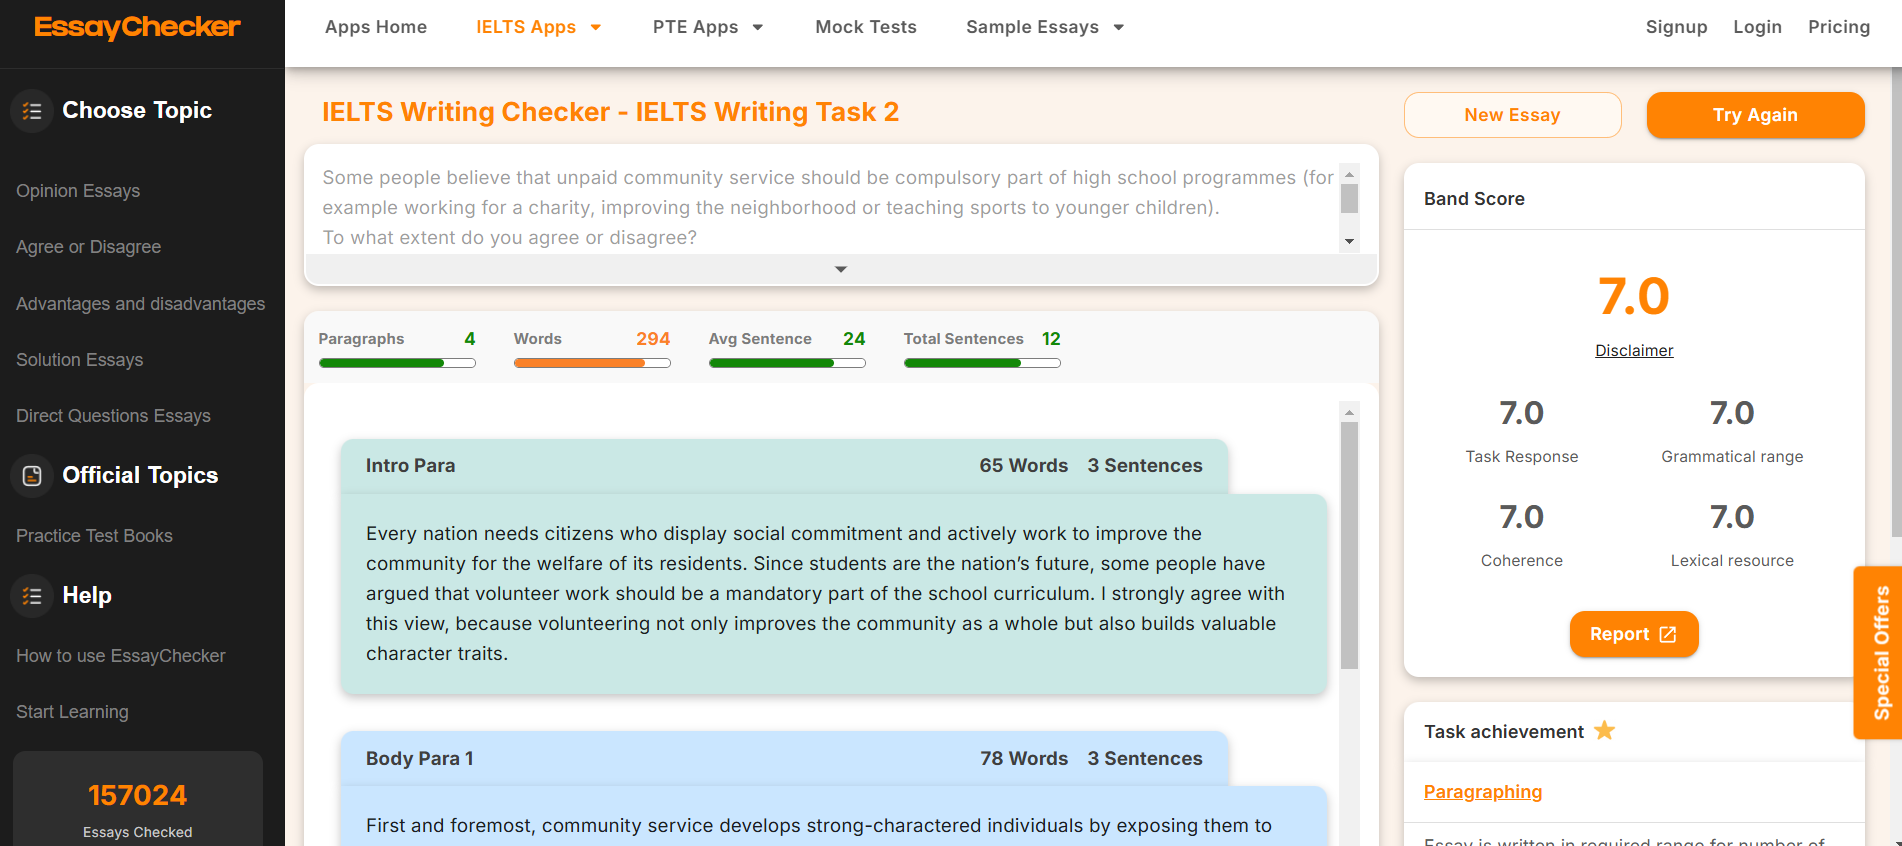 EssayChecker
Apps Home
IELTS Apps
PTE Apps
Mock Tests
Sample Essays
Signup
Login
Pricing
Choose Topic
Opinion Essays
Agree or Disagree
Advantages and disadvantages
Solution Essays
Direct Questions Essays
Official Topics
Practice Test Books
Help
How to use EssayChecker
Start Learning
157024
Essays Checked
IELTS Writing Checker - IELTS Writing Task 2
New Essay
Try Again
Some people believe that unpaid community service should be compulsory part of high school programmes (for
example working for a charity, improving the neighborhood or teaching sports to younger children).
To what extent do you agree or disagree?
Paragraphs 4
Words 294
Avg Sentence 24
Total Sentences 12
Intro Para 65 Words 3 Sentences
Every nation needs citizens who display social commitment and actively work to improve the
community for the welfare of its residents. Since students are the nation’s future, some people have
argued that volunteer work should be a mandatory part of the school curriculum. I strongly agree with
this view, because volunteering not only improves the community as a whole but also builds valuable
character traits.
Body Para 1 78 Words 3 Sentences
First and foremost, community service develops strong-charactered individuals by exposing them to
Band Score
7.0
Disclaimer
7.0
Task Response
7.0
Grammatical range
7.0
Coherence
7.0
Lexical resource
Report
Special Offers
Task achievement
Paragraphing
Essay is written in required range for number of